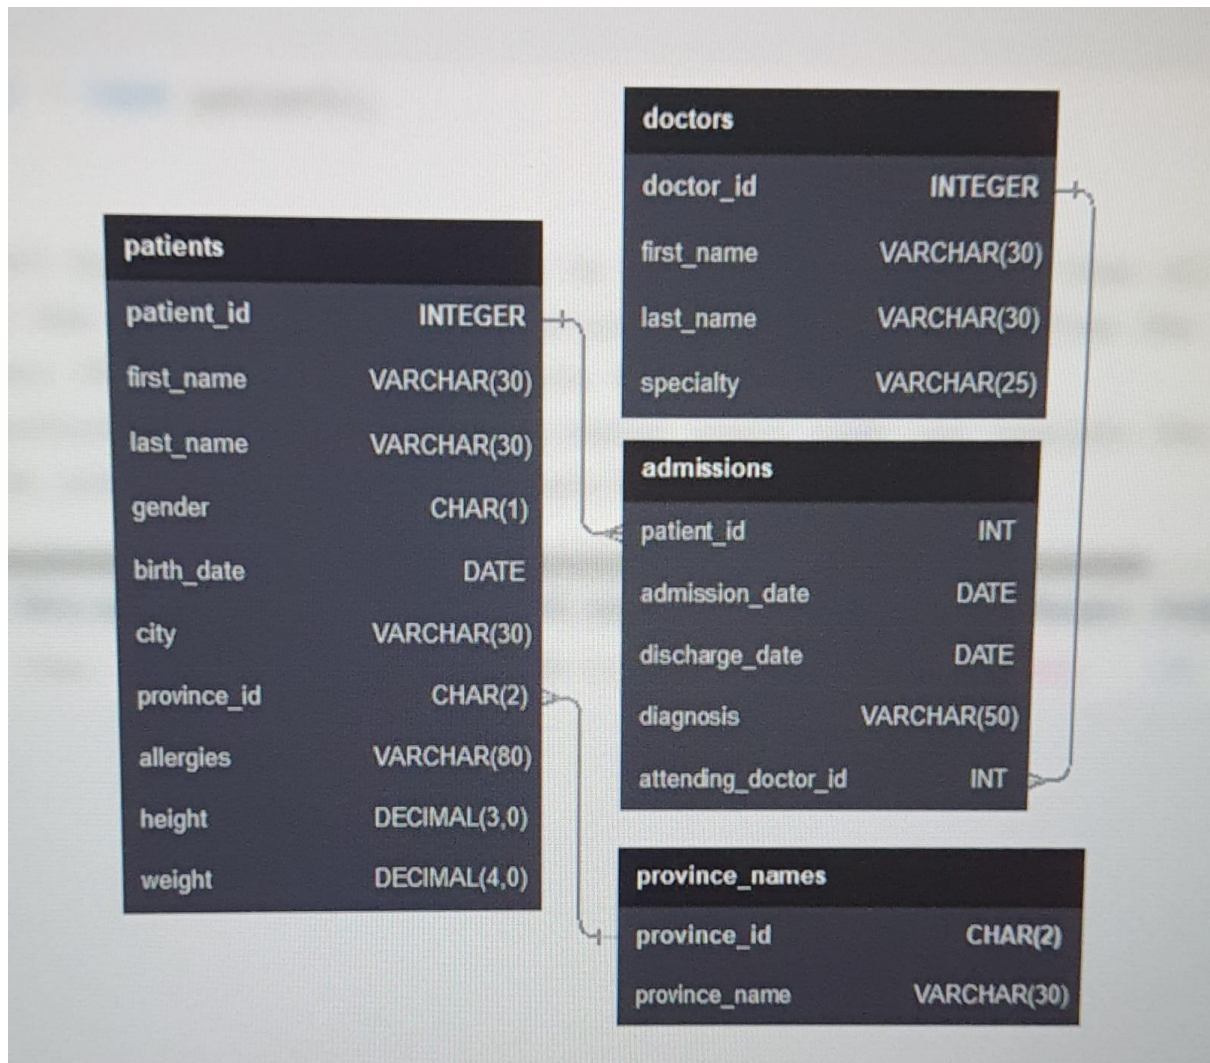 patients
patient_id INTEGER
first_name VARCHAR(30)
last_name VARCHAR(30)
gender CHAR(1)
birth_date DATE
city VARCHAR(30)
province_id CHAR(2)
allergies VARCHAR(80)
height DECIMAL(3,0)
weight DECIMAL(4,0)
doctors
doctor_id INTEGER
first_name VARCHAR(30)
last_name VARCHAR(30)
specialty VARCHAR(25)
admissions
patient_id INT
admission_date DATE
discharge_date DATE
diagnosis VARCHAR(50)
attending_doctor_id INT
province_names
province_id CHAR(2)
province_name VARCHAR(30)